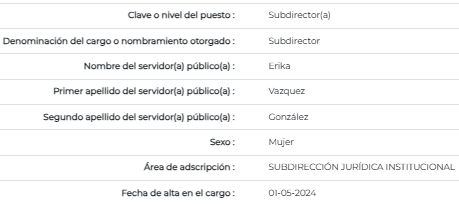 Clave o nivel del puesto : Subdirector(a)
Denominación del cargo o nombramiento otorgado : Subdirector
Nombre del servidor(a) público(a) : Erika
Primer apellido del servidor(a) público(a) : Vazquez
Segundo apellido del servidor(a) público(a) : González
Sexo : Mujer
Área de adscripción : SUBDIRECCIÓN JURÍDICA INSTITUCIONAL
Fecha de alta en el cargo : 01-05-2024